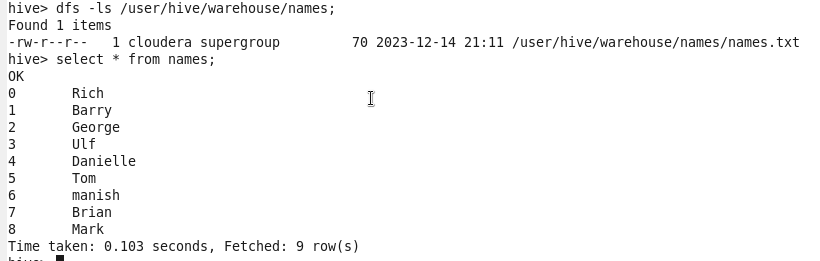 hive> dfs -ls /user/hive/warehouse/names;
Found 1 items
-rw-r--r--   1 cloudera supergroup         70 2023-12-14 21:11 /user/hive/warehouse/names/names.txt
hive> select * from names;
OK
0       Rich
1       Barry
2       George
3       Ulf
4       Danielle
5       Tom
6       manish
7       Brian
8       Mark
Time taken: 0.103 seconds, Fetched: 9 row(s)
hive>